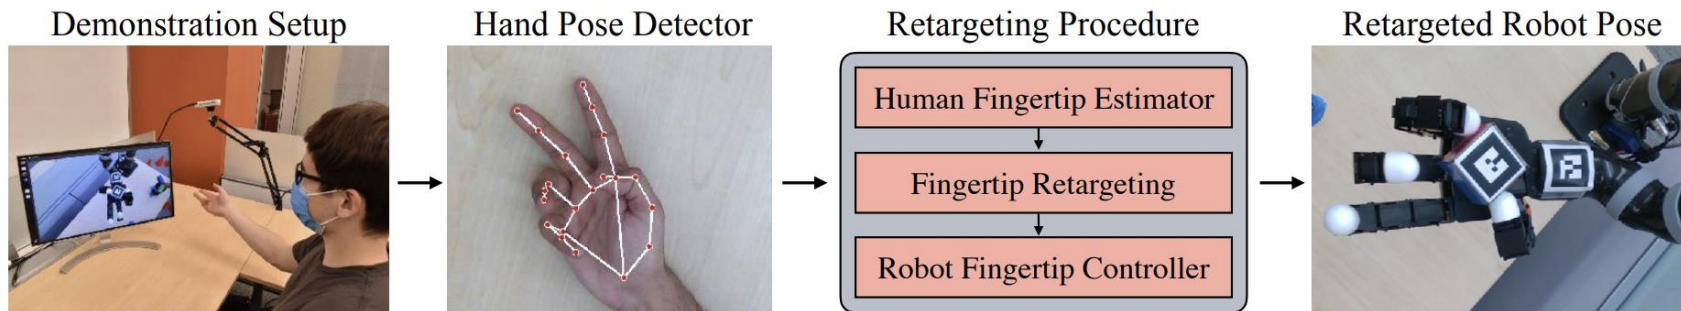 Demonstration Setup
Hand Pose Detector
Retargeting Procedure
Retargeted Robot Pose
Human Fingertip Estimator
Fingertip Retargeting
Robot Fingertip Controller